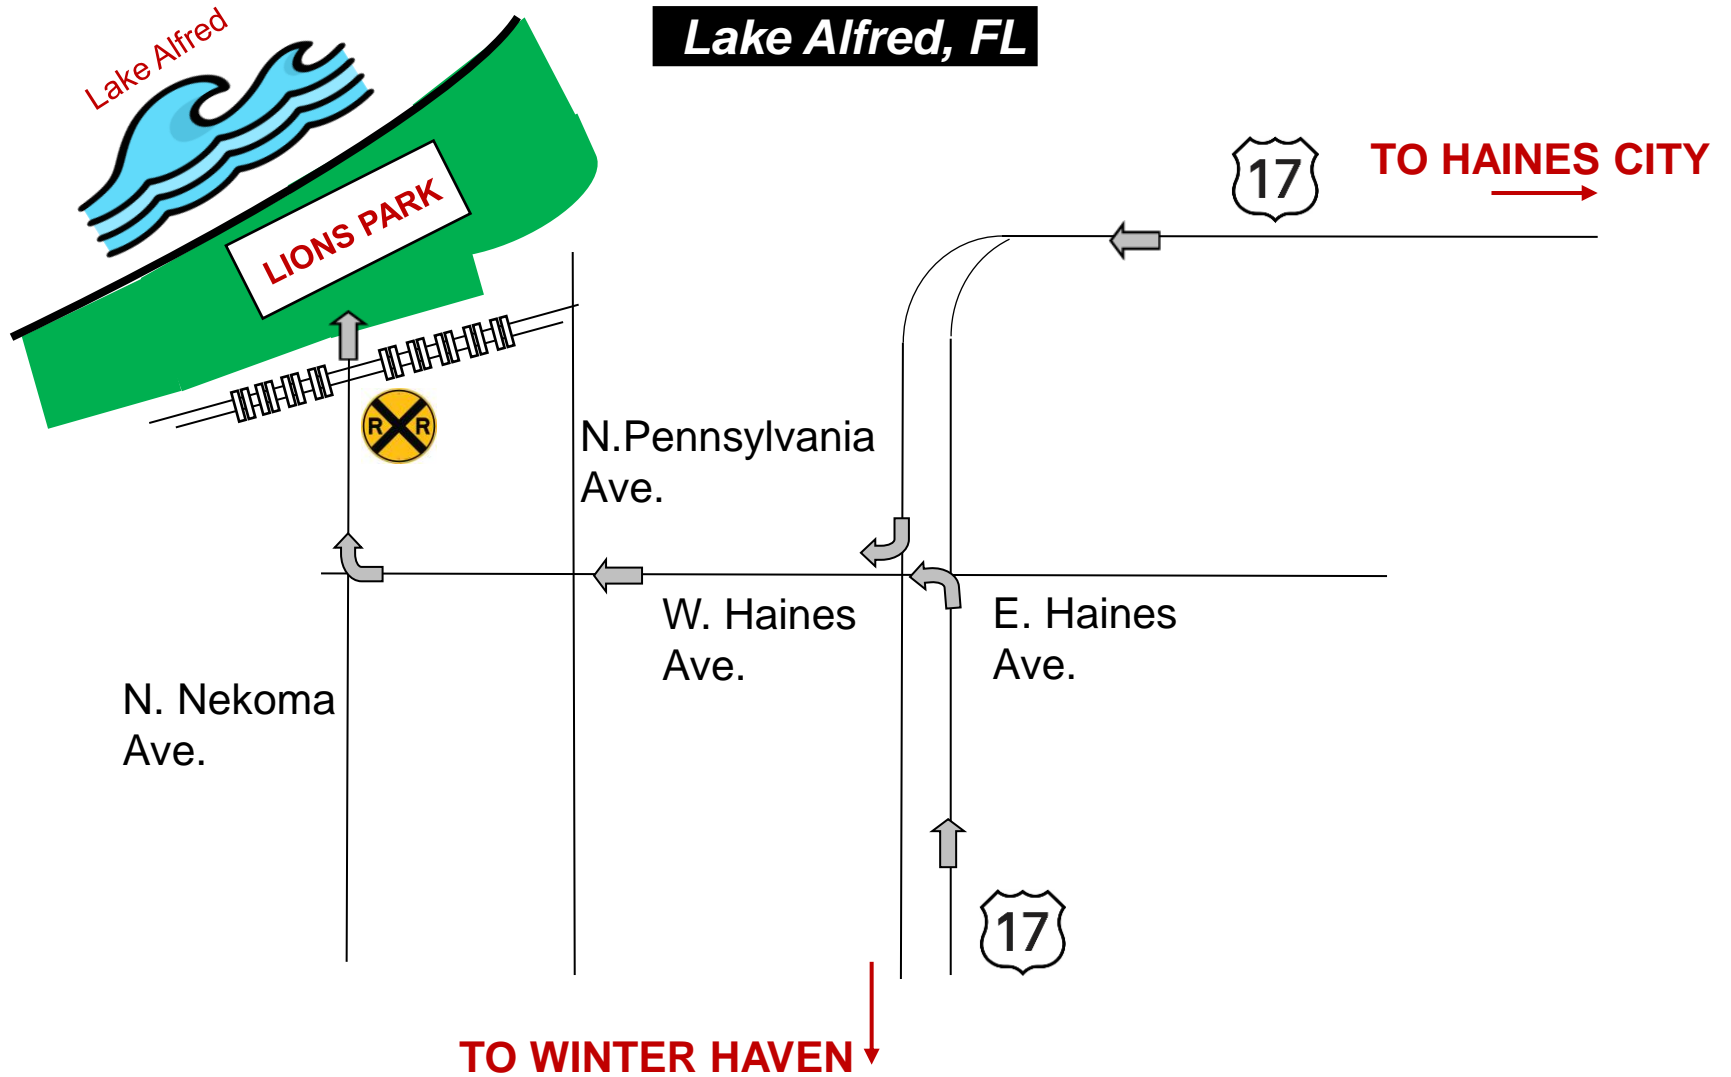 Lake Alfred, FL
Lake Alfred
LIONS PARK
17
TO HAINES CITY
R R
N.Pennsylvania
Ave.
W. Haines
Ave.
E. Haines
Ave.
N. Nekoma
Ave.
17
TO WINTER HAVEN